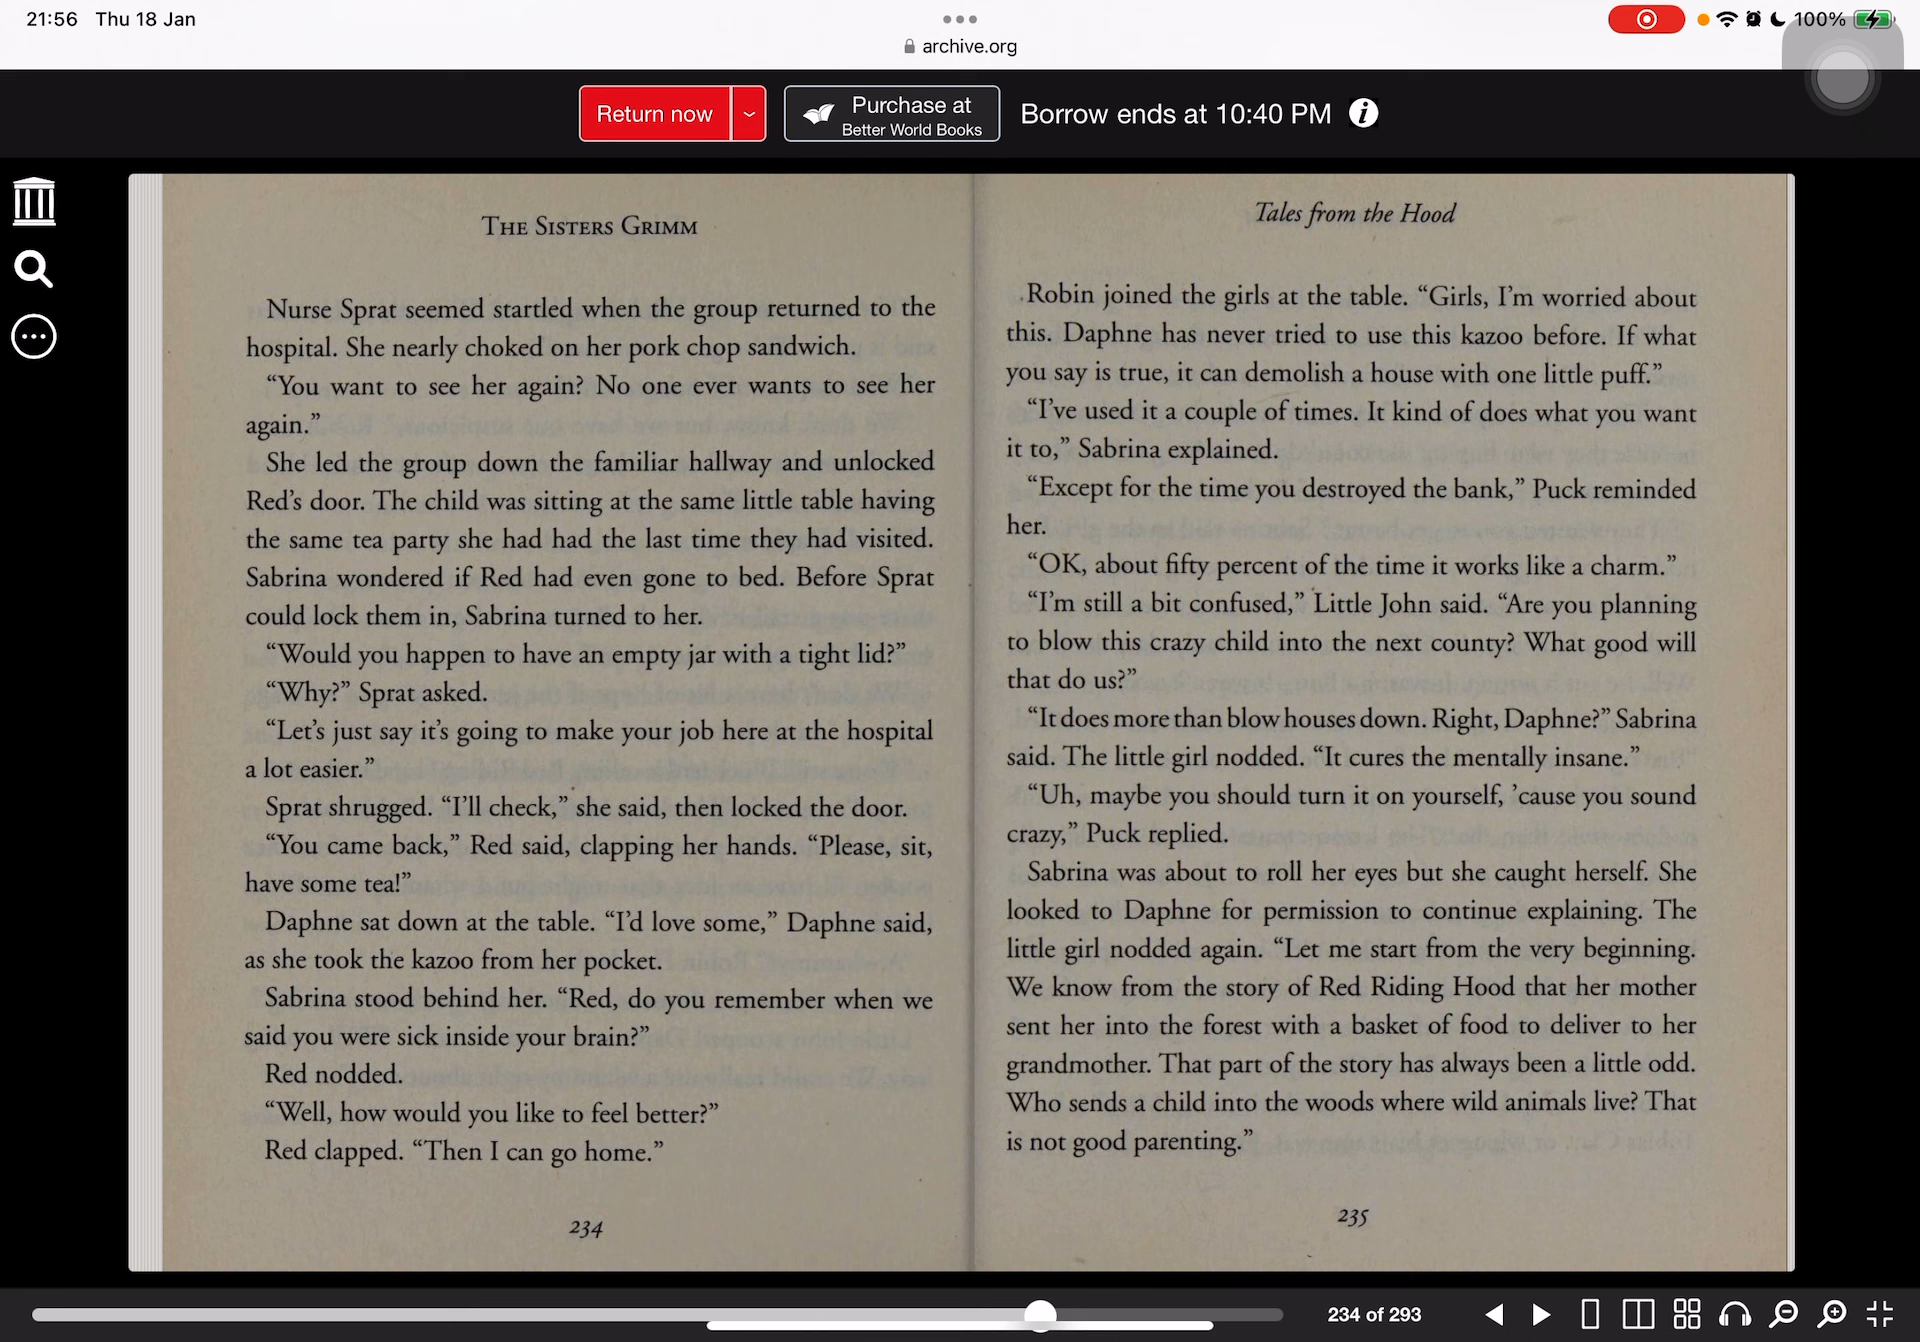 21:56 Thu 18 Jan
100%
archive.org
Return now
Purchase at
Better World Books
Borrow ends at 10:40 PM
THE SISTERS GRIMM
Nurse Sprat seemed startled when the group returned to the
hospital. She nearly choked on her pork chop sandwich.
“You want to see her again? No one ever wants to see her
again.”
She led the group down the familiar hallway and unlocked
Red’s door. The child was sitting at the same little table having
the same tea party she had had the last time they had visited.
Sabrina wondered if Red had even gone to bed. Before Sprat
could lock them in, Sabrina turned to her.
“Would you happen to have an empty jar with a tight lid?”
“Why?” Sprat asked.
“Let’s just say it’s going to make your job here at the hospital
a lot easier.”
Sprat shrugged. “I’ll check,” she said, then locked the door.
“You came back,” Red said, clapping her hands. “Please, sit,
have some tea!”
Daphne sat down at the table. “I’d love some,” Daphne said,
as she took the kazoo from her pocket.
Sabrina stood behind her. “Red, do you remember when we
said you were sick inside your brain?”
Red nodded.
“Well, how would you like to feel better?”
Red clapped. “Then I can go home.”
234
Tales from the Hood
Robin joined the girls at the table. “Girls, I’m worried about
this. Daphne has never tried to use this kazoo before. If what
you say is true, it can demolish a house with one little puff.”
“I’ve used it a couple of times. It kind of does what you want
it to,” Sabrina explained.
“Except for the time you destroyed the bank,” Puck reminded
her.
“OK, about fifty percent of the time it works like a charm.”
“I’m still a bit confused,” Little John said. “Are you planning
to blow this crazy child into the next county? What good will
that do us?”
“It does more than blow houses down. Right, Daphne?” Sabrina
said. The little girl nodded. “It cures the mentally insane.”
“Uh, maybe you should turn it on yourself, ’cause you sound
crazy,” Puck replied.
Sabrina was about to roll her eyes but she caught herself. She
looked to Daphne for permission to continue explaining. The
little girl nodded again. “Let me start from the very beginning.
We know from the story of Red Riding Hood that her mother
sent her into the forest with a basket of food to deliver to her
grandmother. That part of the story has always been a little odd.
Who sends a child into the woods where wild animals live? That
is not good parenting.”
235
234 of 293